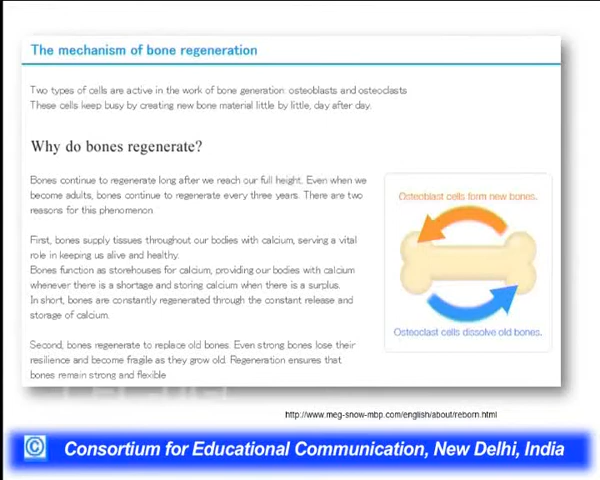 The mechanism of bone regeneration
Two types of cells are active in the work of bone generation: osteoblasts and osteoclasts
These cells keep busy by creating new bone material little by little, day after day.
Why do bones regenerate?
Bones continue to regenerate long after we reach our full height. Even when we
become adults, bones continue to regenerate every three years. There are two
reasons for this phenomenon
First, bones supply tissues throughout our bodies with calcium, serving a vital
role in keeping us alive and healthy.
Bones function as storehouses for calcium, providing our bodies with calcium
whenever there is a shortage and storing calcium when there is a surplus.
In short, bones are constantly regenerated through the constant release and
storage of calcium.
Second, bones regenerate to replace old bones. Even strong bones lose their
resilience and become fragile as they grow old. Regeneration ensures that
bones remain strong and flexible
Osteoblast cells form new bones.
Osteoclast cells dissolve old bones.
http://www.meg-snow-mbp.com/english/about/reborn.html
© Consortium for Educational Communication, New Delhi, India